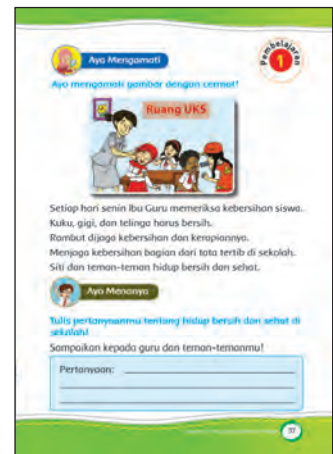 Ayo Mengamati
Pembelajaran
1
Ayo mengamati gambar dengan cermat!
Ruang UKS
Setiap hari senin Ibu Guru memeriksa kebersihan siswa.
Kuku, gigi, dan telinga harus bersih.
Rambut dijaga kebersihan dan kerapiannya.
Menjaga kebersihan bagian dari tata tertib di sekolah.
Siti dan teman-teman hidup bersih dan sehat.
Ayo Menanya
Tulis pertanyaanmu tentang hidup bersih dan sehat di
sekolah!
Sampaikan kepada guru dan teman-temanmu!
Pertanyaan: